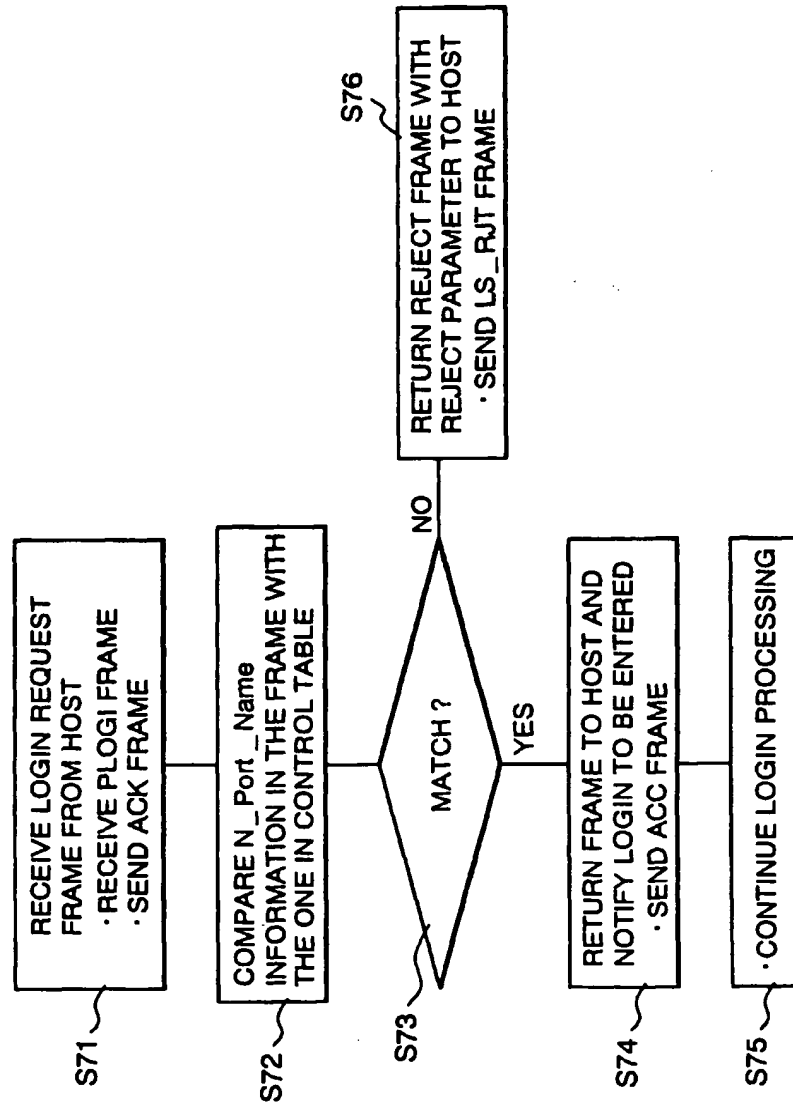 S71
RECEIVE LOGIN REQUEST
FRAME FROM HOST
· RECEIVE PLOGI FRAME
· SEND ACK FRAME
S72
COMPARE N_Port_Name
INFORMATION IN THE FRAME WITH
THE ONE IN CONTROL TABLE
S73
MATCH ?
NO
S76
RETURN REJECT FRAME WITH
REJECT PARAMETER TO HOST
· SEND LS_RJT FRAME
YES
S74
RETURN FRAME TO HOST AND
NOTIFY LOGIN TO BE ENTERED
· SEND ACC FRAME
S75
· CONTINUE LOGIN PROCESSING